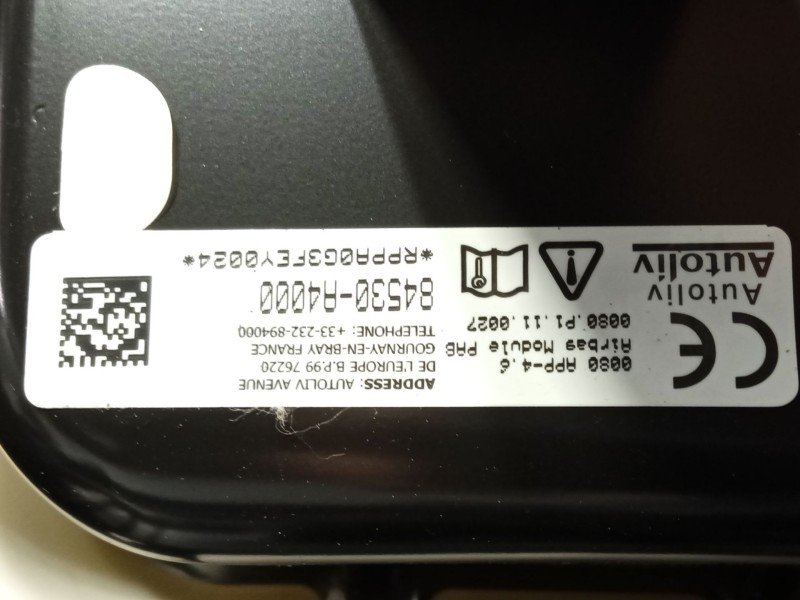 Autoliv
Autoliv
0080 APP-4.6
Airbag Module PAB
0080.P1.11.0027
ADDRESS: AUTOLIV AVENUE
DE L'EUROPE B.P.99 76220
GOURNAY-EN-BRAY FRANCE
TELEPHONE: +33-232-894000
84530-A4000
*RPPA0G3FEY0024*
CE